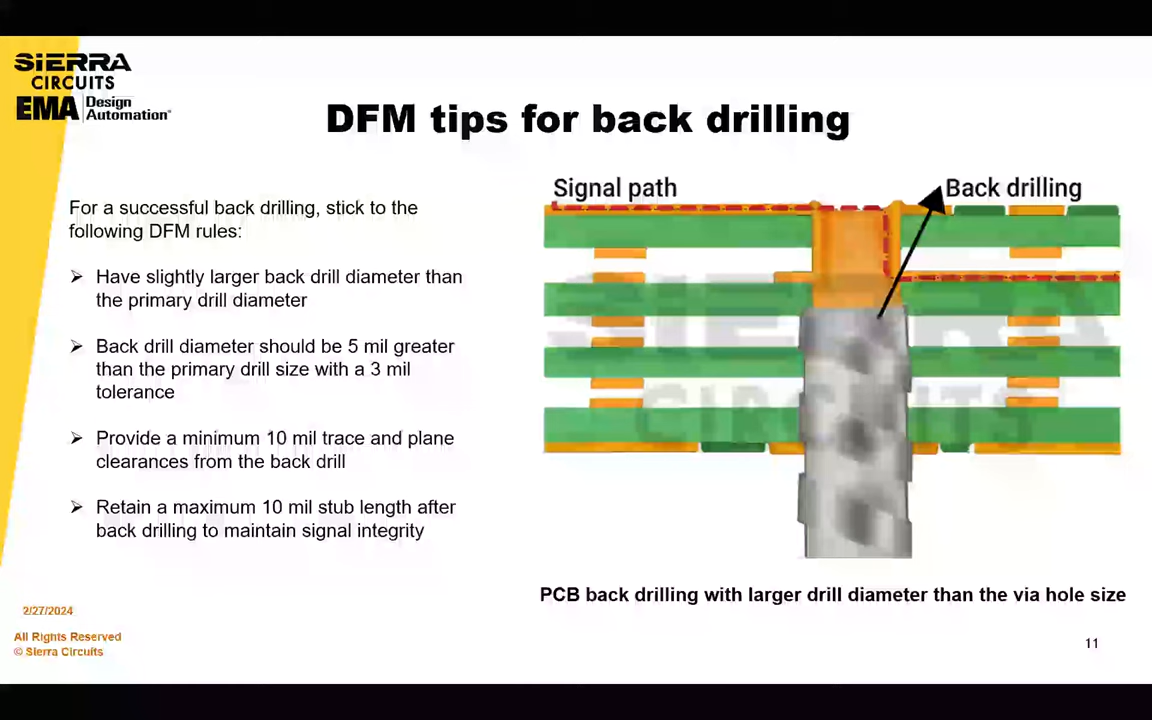 SIERRA
CIRCUITS
EMA Design
Automation®
DFM tips for back drilling
For a successful back drilling, stick to the
following DFM rules:
➢ Have slightly larger back drill diameter than
the primary drill diameter
➢ Back drill diameter should be 5 mil greater
than the primary drill size with a 3 mil
tolerance
➢ Provide a minimum 10 mil trace and plane
clearances from the back drill
➢ Retain a maximum 10 mil stub length after
back drilling to maintain signal integrity
Signal path
Back drilling
SIERRA
CIRCUITS
PCB back drilling with larger drill diameter than the via hole size
2/27/2024
All Rights Reserved
© Sierra Circuits
11